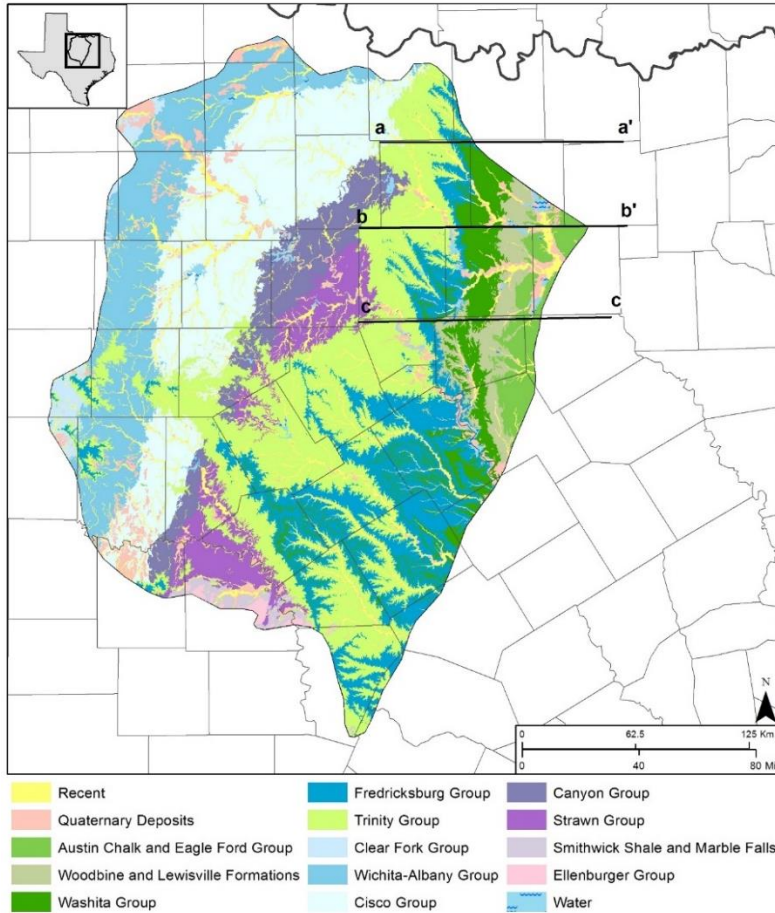 a a'
b b'
c c
N
0 62.5 125 Km
0 40 80 Mi
Recent
Quaternary Deposits
Austin Chalk and Eagle Ford Group
Woodbine and Lewisville Formations
Washita Group
Fredricksburg Group
Trinity Group
Clear Fork Group
Wichita-Albany Group
Cisco Group
Canyon Group
Strawn Group
Smithwick Shale and Marble Falls
Ellenburger Group
Water